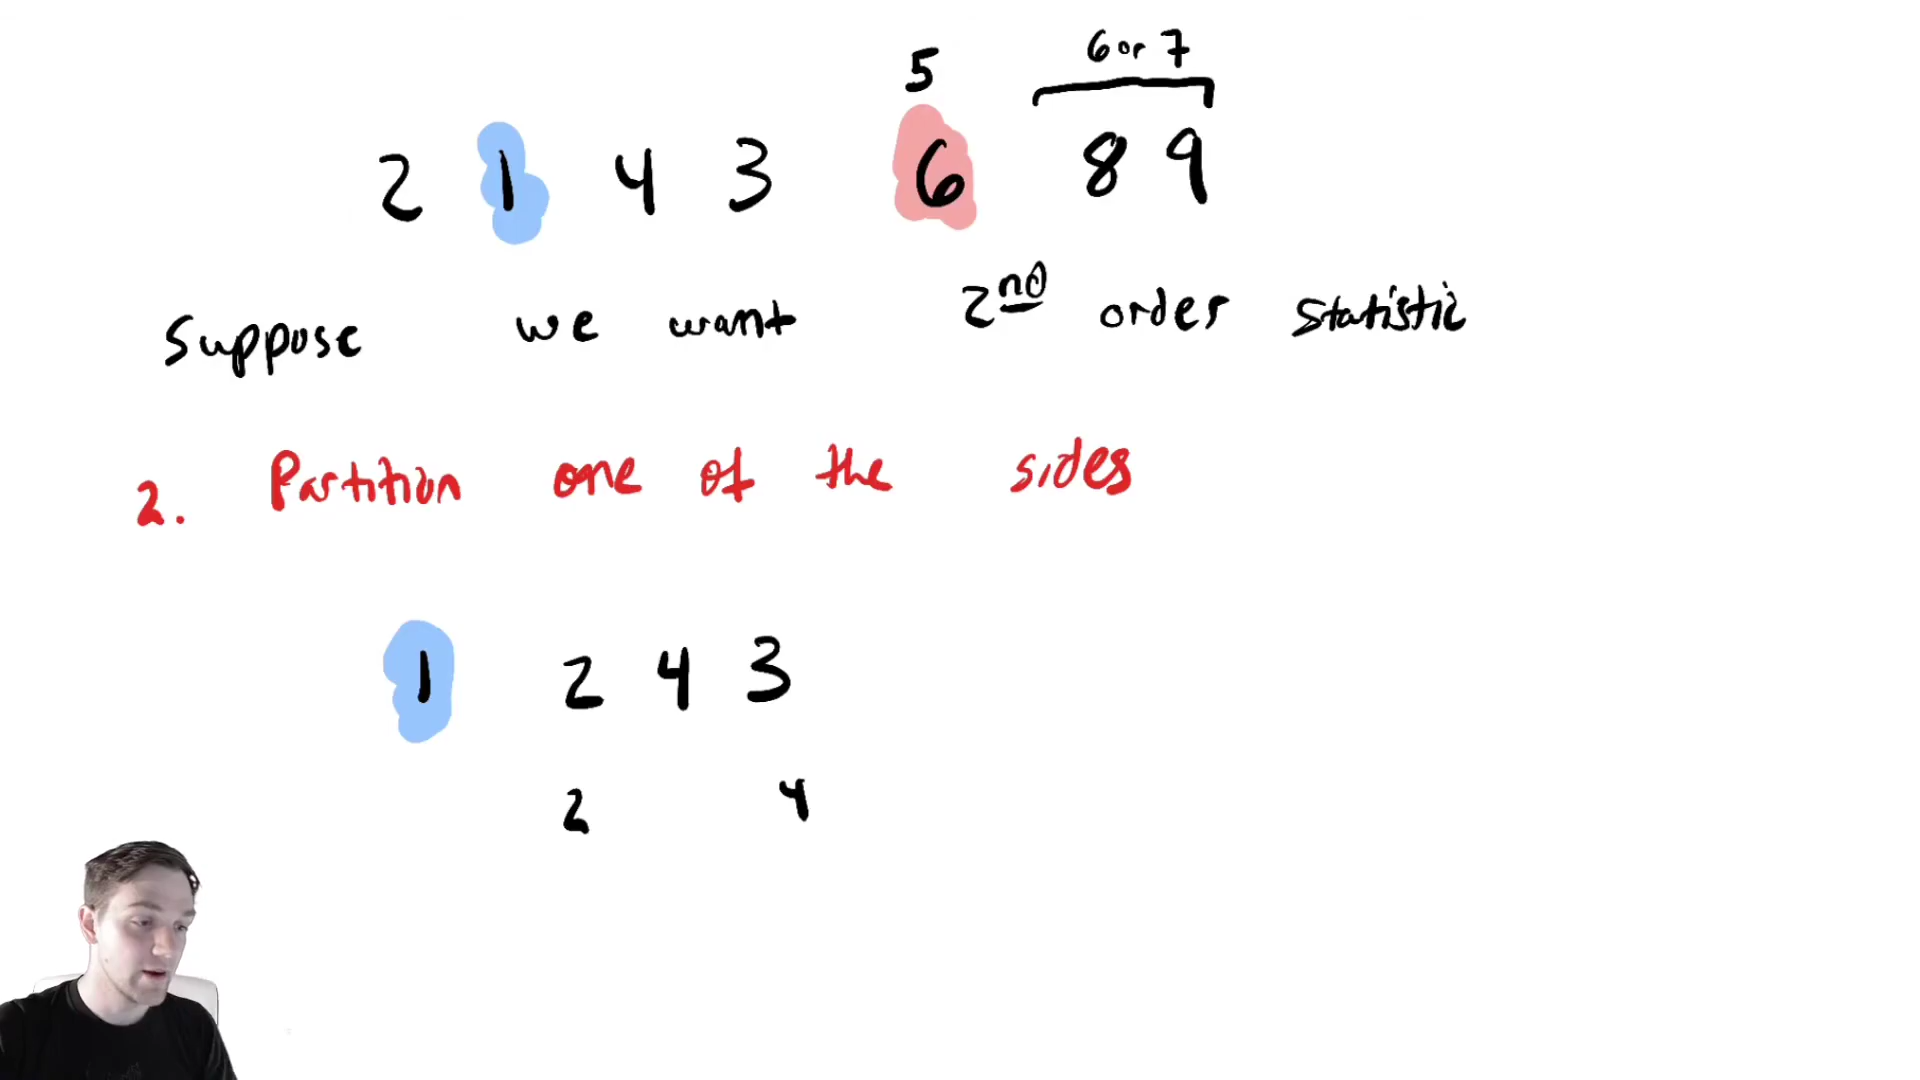 5 6 or 7
2 1 4 3 6 8 9
Suppose we want 2nd order statistic
2. Partition one of the sides
1 2 4 3
2 4